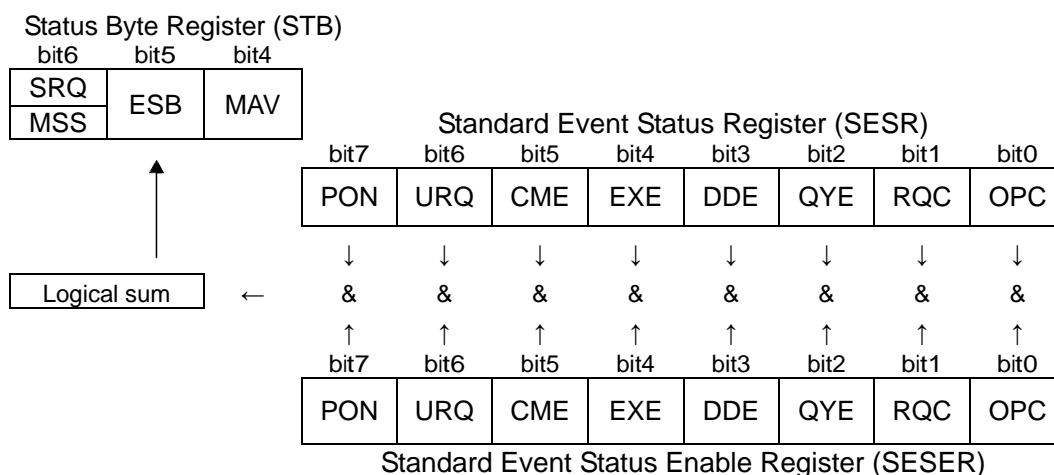 Status Byte Register (STB)
bit6 bit5 bit4
SRQ
MSS
ESB MAV
Standard Event Status Register (SESR)
bit7 bit6 bit5 bit4 bit3 bit2 bit1 bit0
PON URQ CME EXE DDE QYE RQC OPC
↓ ↓ ↓ ↓ ↓ ↓ ↓ ↓
Logical sum ← & & & & & & & &
↑ ↑ ↑ ↑ ↑ ↑ ↑ ↑
bit7 bit6 bit5 bit4 bit3 bit2 bit1 bit0
PON URQ CME EXE DDE QYE RQC OPC
Standard Event Status Enable Register (SESER)